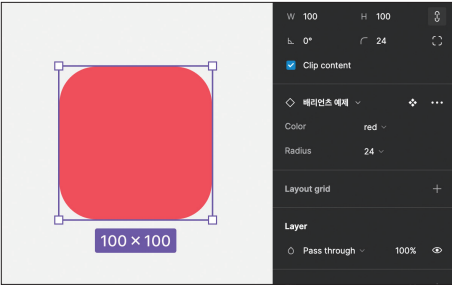 100 × 100
W 100 H 100
0° 24
Clip content
배리언츠 예제
Color red
Radius 24
Layout grid
Layer
Pass through 100%